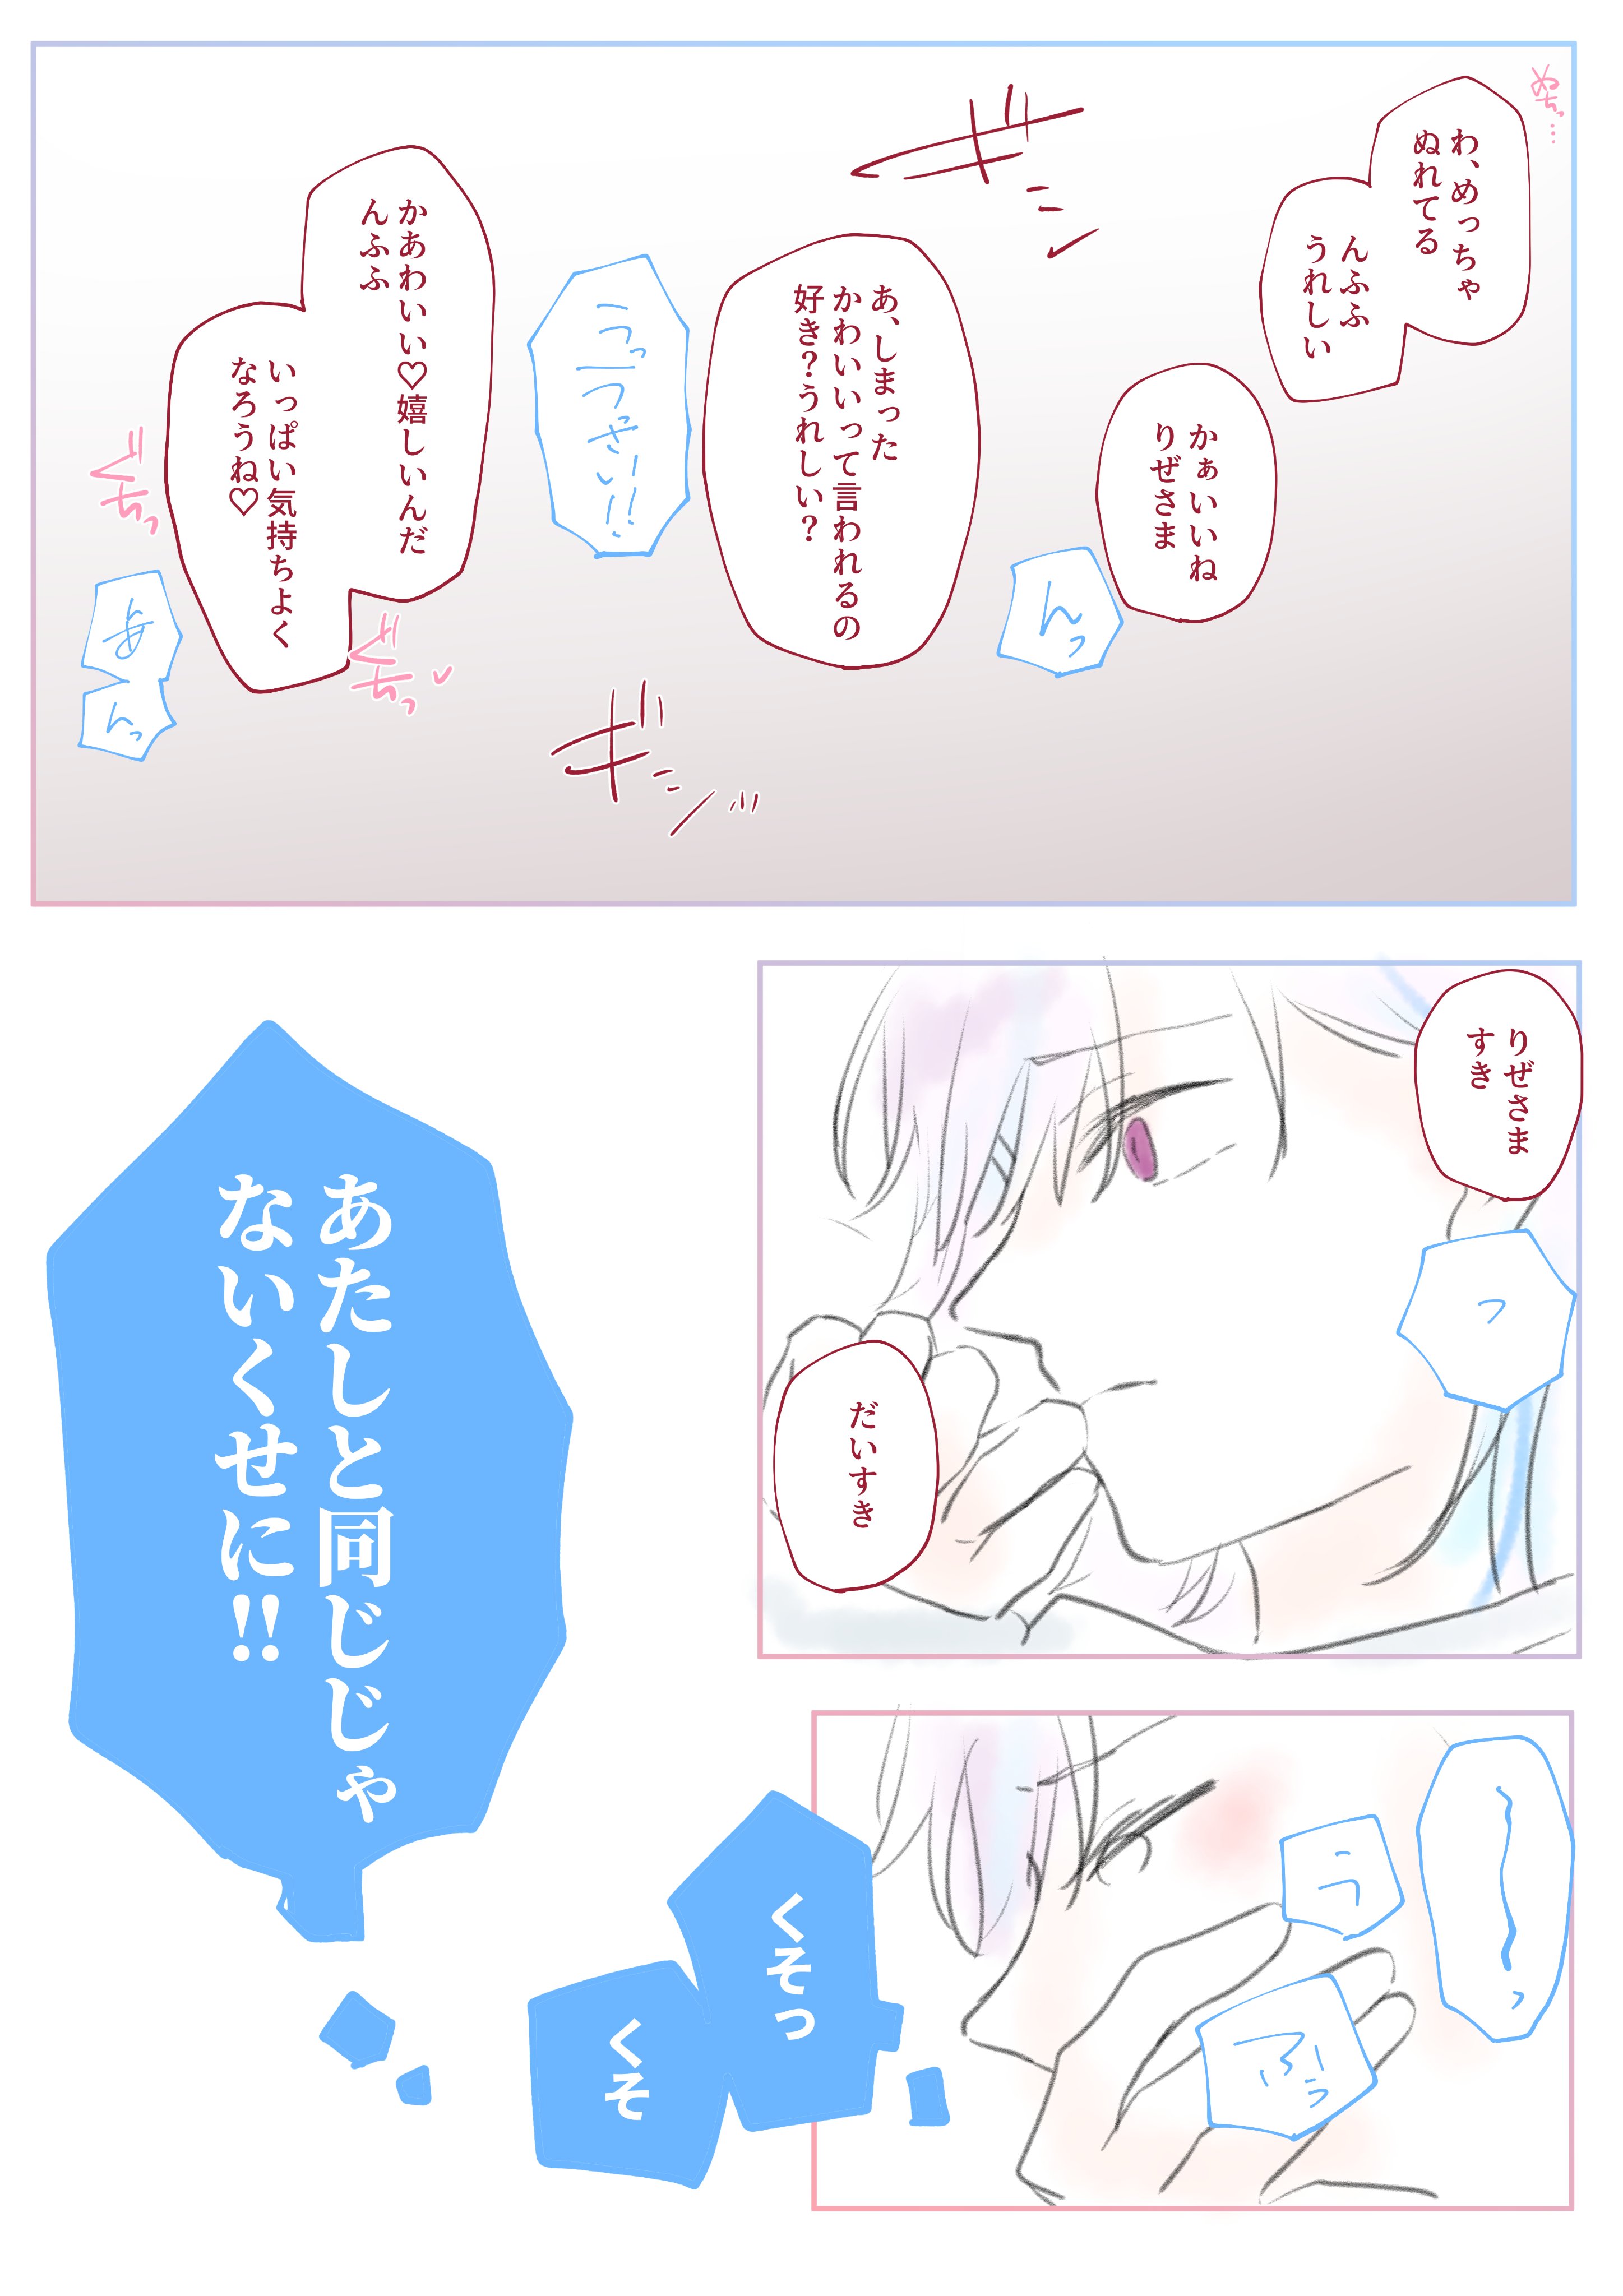 ぬちっ…
わ、めっちゃ
ぬれてる
んふふ
うれしい
かぁいいね
りぜさま
んっ
ギシ
あ、しまった
かわいいって言われるの
好き？うれしい？
うっ
つっさい!!
ギシ
かあわいい♡嬉しいんだ
んふふ
いっぱい気持ちよく
なろうね♡
ぐちっ
ぐちっ
あ
んっ
りぜさま
すき
っ
だいすき
～っ
う
ふぅ
くそっ
くそ
あたしと同じじゃ
ないくせに!!